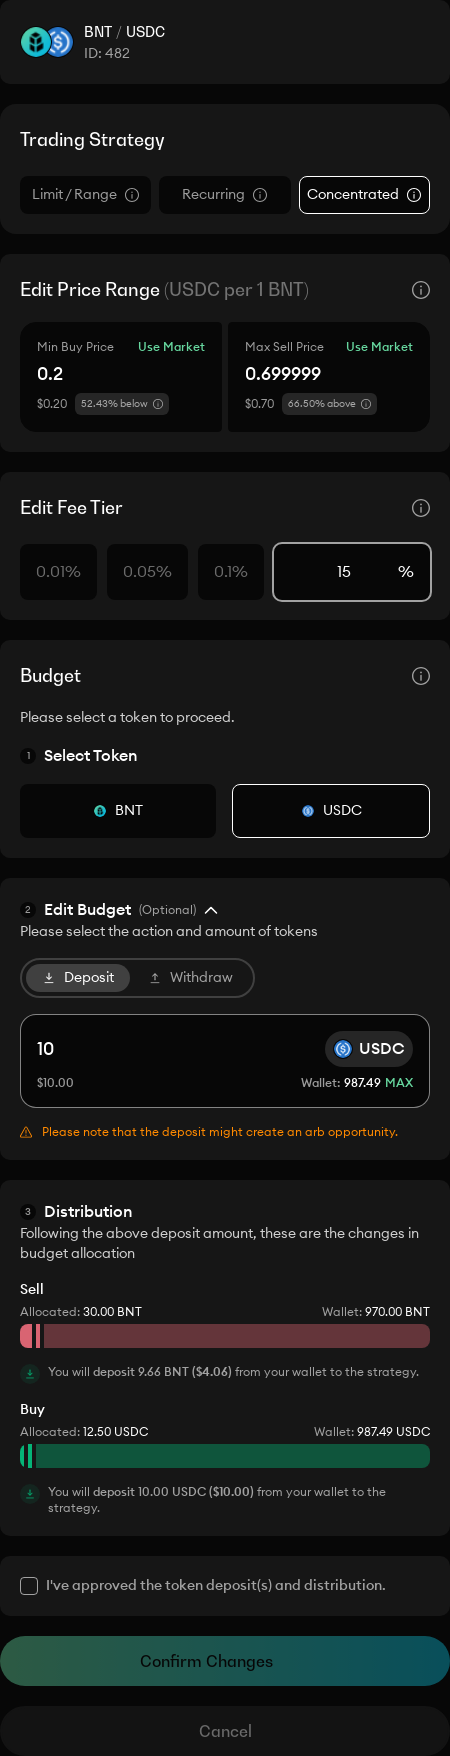 BNT / USDC
ID: 482
Trading Strategy
Limit / Range
Recurring
Concentrated
Edit Price Range (USDC per 1 BNT)
Min Buy Price Use Market
0.2
$0.20 52.43% below
Max Sell Price Use Market
0.699999
$0.70 66.50% above
Edit Fee Tier
0.01% 0.05% 0.1% 15 %
Budget
Please select a token to proceed.
1 Select Token
BNT USDC
2 Edit Budget (Optional)
Please select the action and amount of tokens
Deposit Withdraw
10 USDC
$10.00 Wallet: 987.49 MAX
Please note that the deposit might create an arb opportunity.
3 Distribution
Following the above deposit amount, these are the changes in
budget allocation
Sell
Allocated: 30.00 BNT Wallet: 970.00 BNT
You will deposit 9.66 BNT ($4.06) from your wallet to the strategy.
Buy
Allocated: 12.50 USDC Wallet: 987.49 USDC
You will deposit 10.00 USDC ($10.00) from your wallet to the
strategy.
I've approved the token deposit(s) and distribution.
Confirm Changes
Cancel